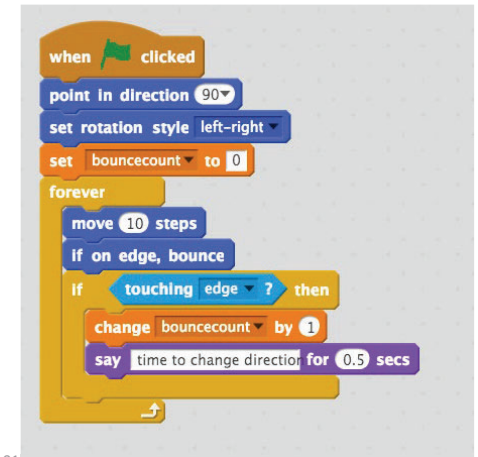 when clicked
point in direction 90
set rotation style left-right
set bouncecount to 0
forever
move 10 steps
if on edge, bounce
if touching edge ? then
change bouncecount by 1
say time to change direction for 0.5 secs